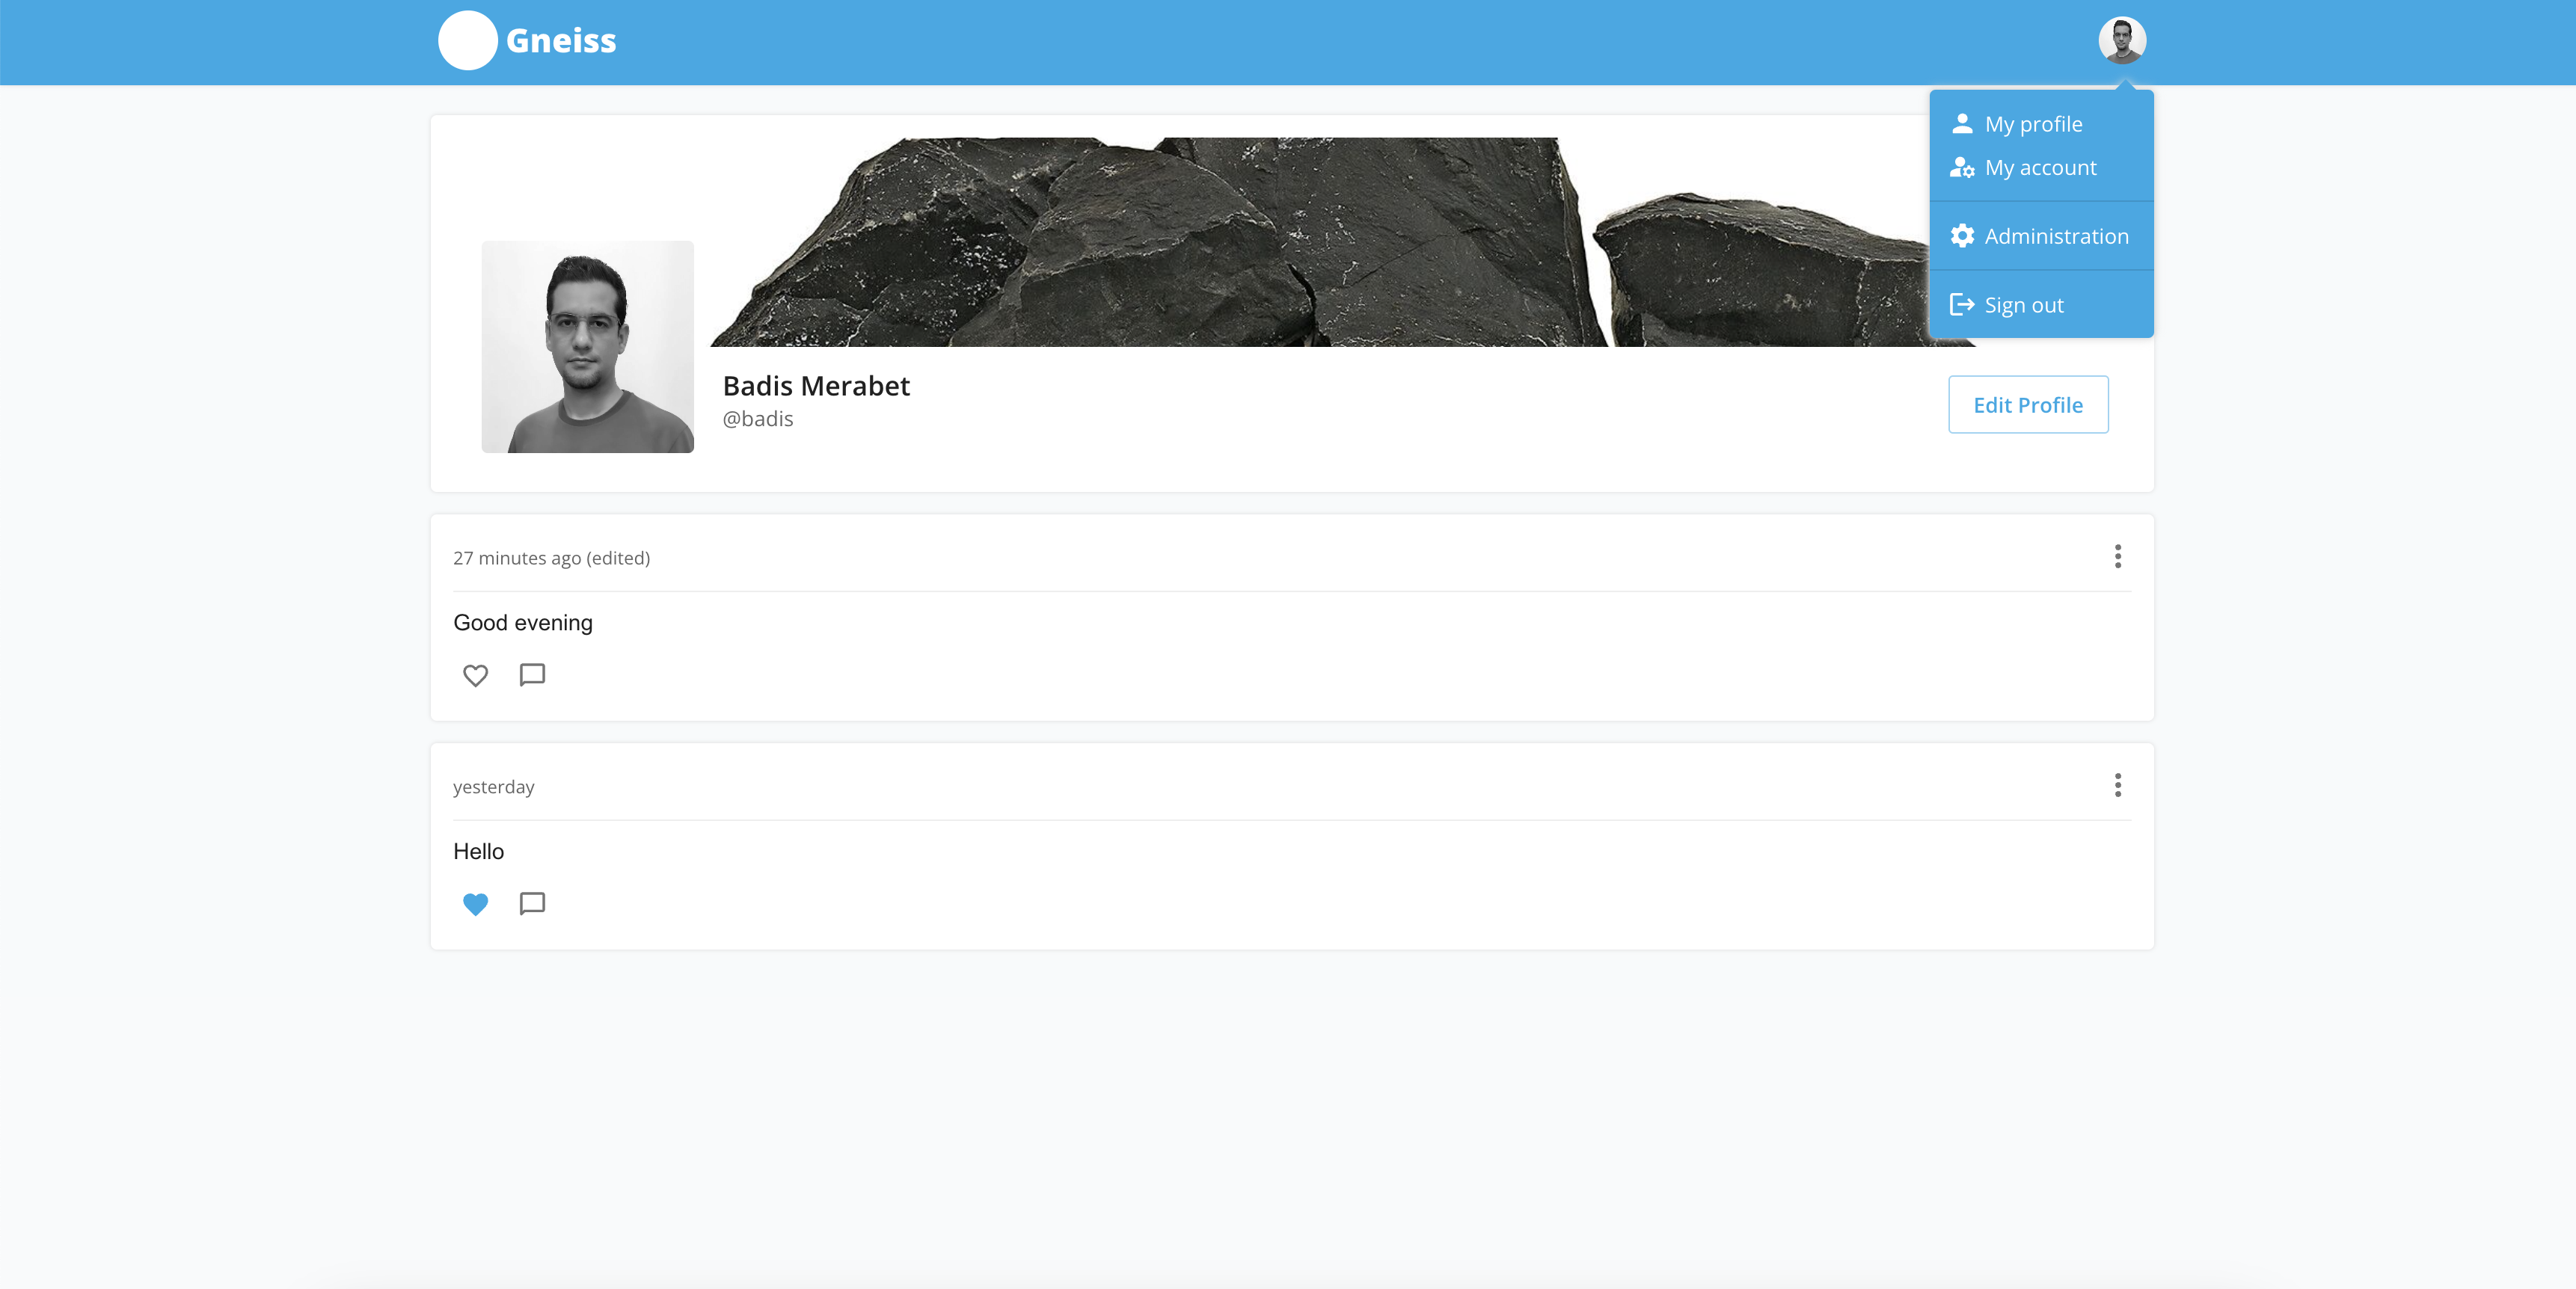 Gneiss
My profile
My account
Administration
Sign out
Badis Merabet
@badis
Edit Profile
27 minutes ago (edited)
Good evening
yesterday
Hello